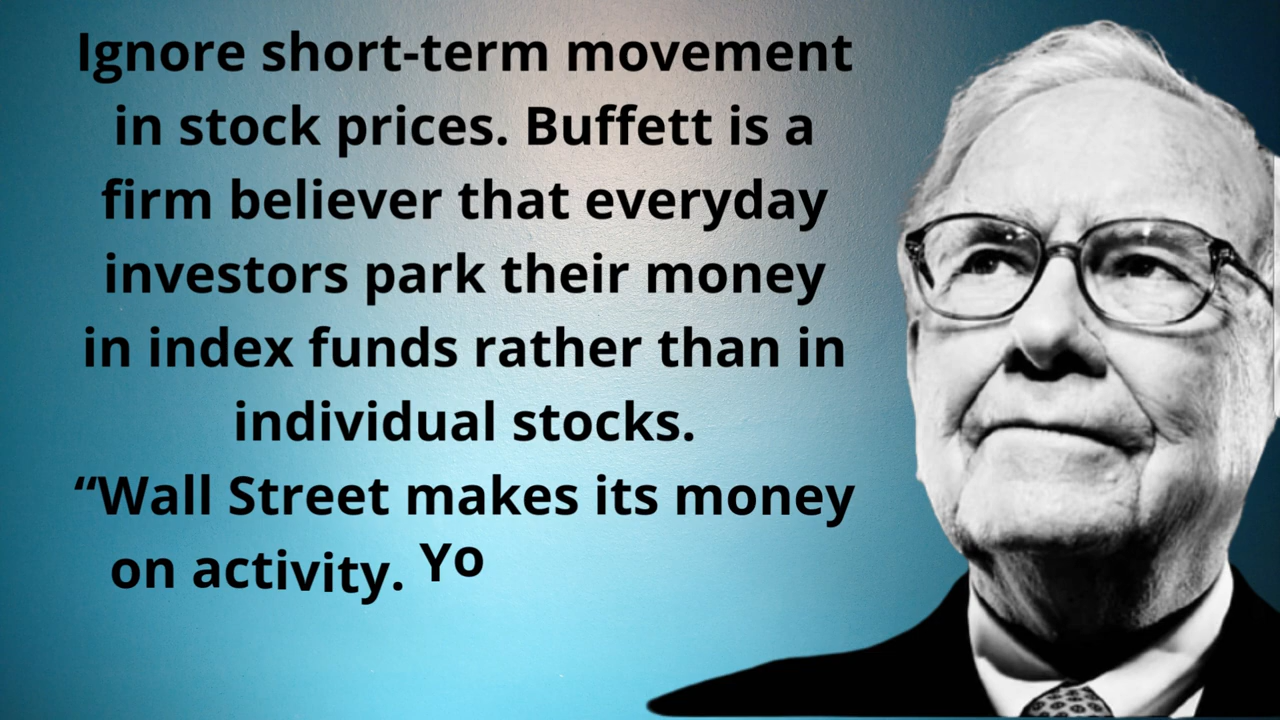 Ignore short-term movement
in stock prices. Buffett is a
firm believer that everyday
investors park their money
in index funds rather than in
individual stocks.
“Wall Street makes its money
on activity. Yo